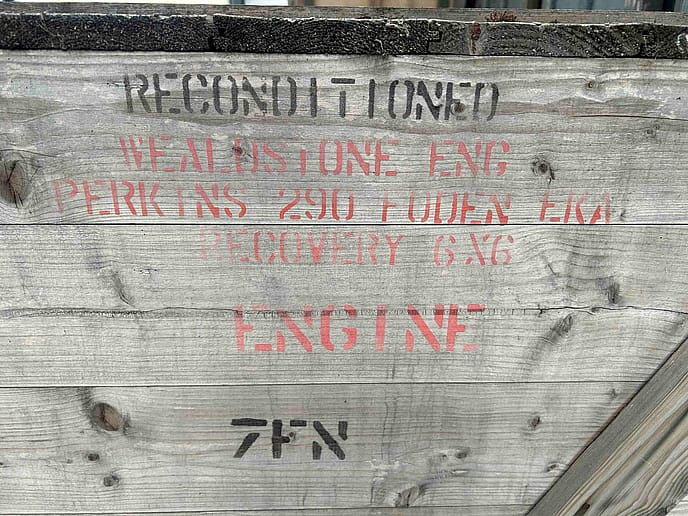 RECONDITIONED
WEALDSTONE ENG
PERKINS 290 FODEN EKA
RECOVERY 6X6
ENGINE
7FN